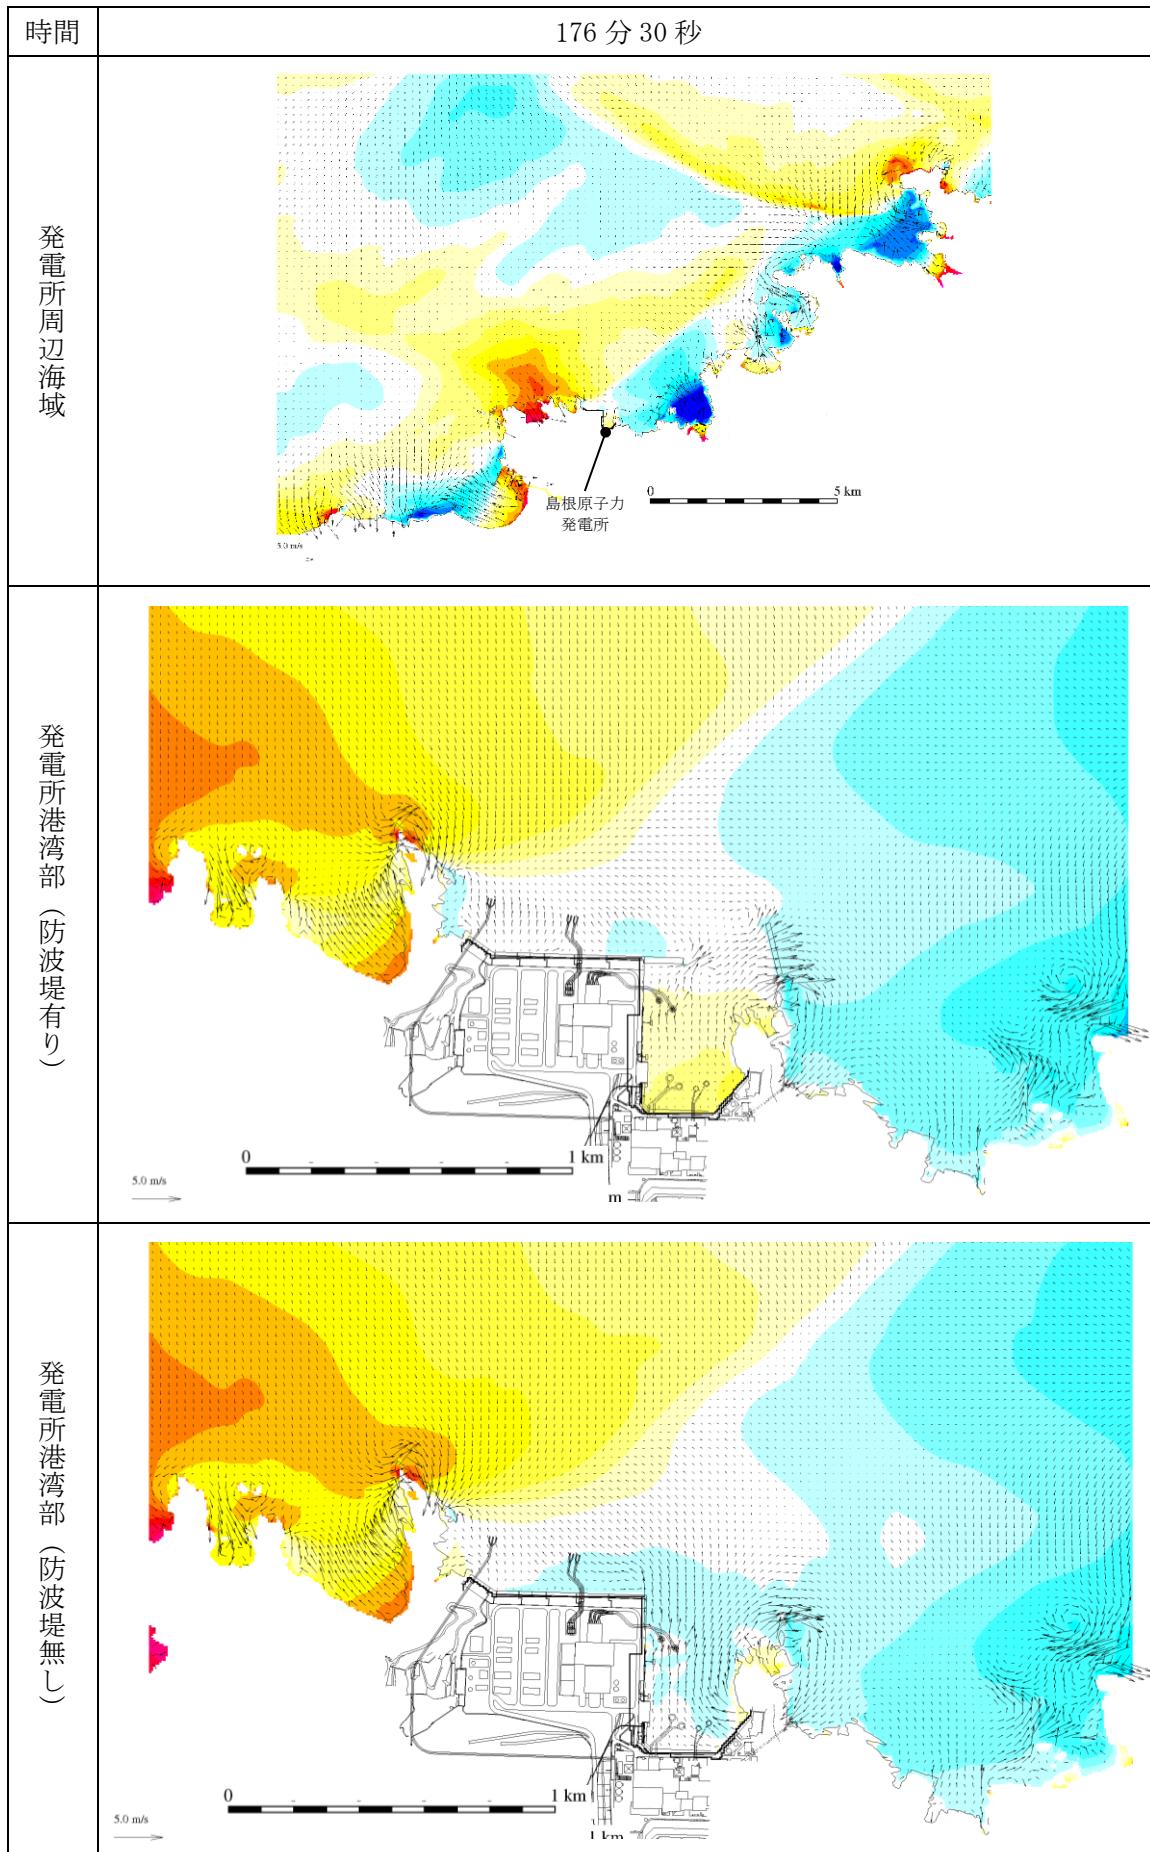 時間
176 分 30 秒
発電所周辺海域
島根原子力
発電所
0
5 km
5.0 m/s
発電所港湾部（防波堤有り）
0
1 km
5.0 m/s
m
発電所港湾部（防波堤無し）
0
1 km
5.0 m/s
1 km